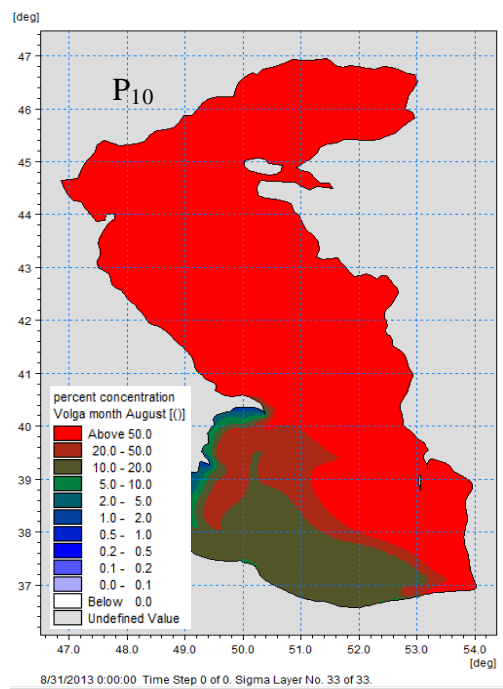 [deg]
47
46
45
44
43
42
41
40
39
38
37
P10
percent concentration
Volga month August [()]
Above 50.0
20.0 - 50.0
10.0 - 20.0
5.0 - 10.0
2.0 - 5.0
1.0 - 2.0
0.5 - 1.0
0.2 - 0.5
0.1 - 0.2
0.0 - 0.1
Below 0.0
Undefined Value
47.0 48.0 49.0 50.0 51.0 52.0 53.0 54.0
[deg]
8/31/2013 0:00:00 Time Step 0 of 0. Sigma Layer No. 33 of 33.